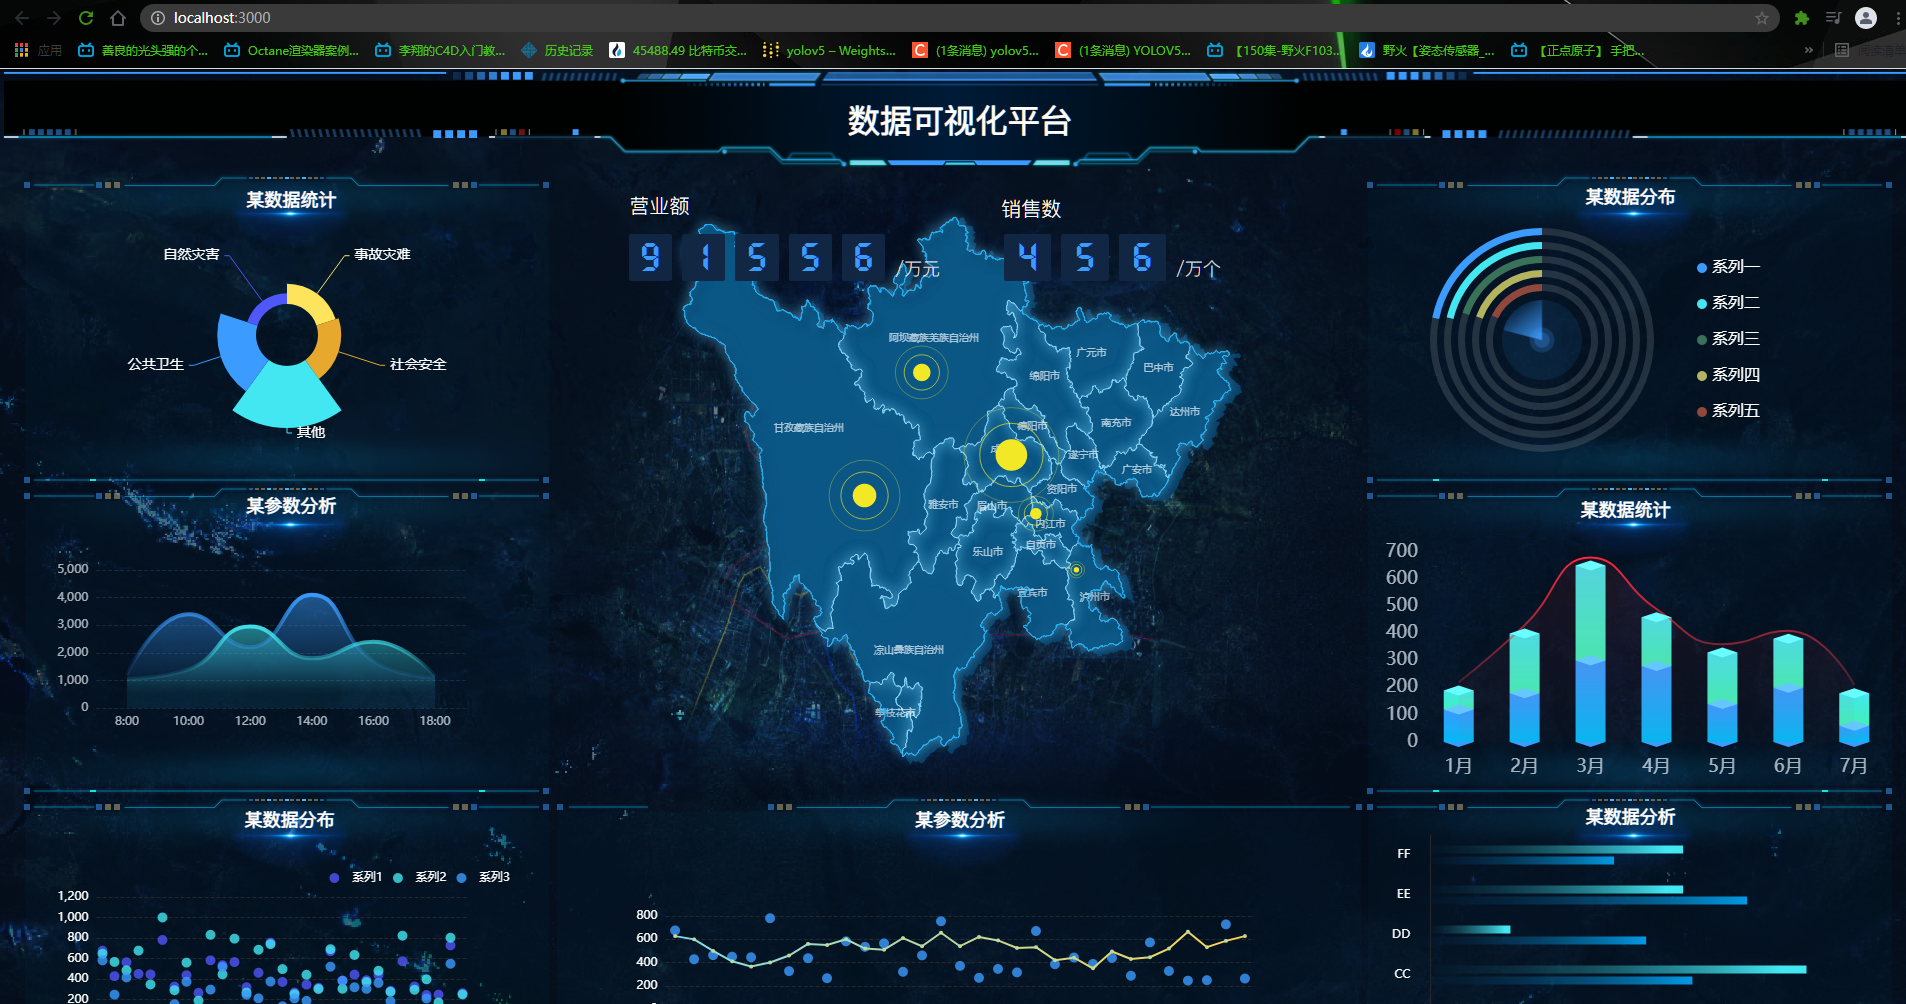 localhost:3000
应用
善良的光头强的个...
Octane渲染器案例...
李翔的C4D入门教...
历史记录
45488.49 比特币交...
yolov5 – Weights...
(1条消息) yolov5...
(1条消息) YOLOV5...
【150集-野火F103...
野火【姿态传感器_...
【正点原子】手把...
»
阅读清单
数据可视化平台
某数据统计
自然灾害
事故灾难
公共卫生
社会安全
其他
某参数分析
5,000
4,000
3,000
2,000
1,000
0
8:00 10:00 12:00 14:00 16:00 18:00
某数据分布
系列1 系列2 系列3
1,200
1,000
800
600
400
200
营业额
9 1 5 5 6 /万元
销售数
4 5 6 /万个
阿坝藏族羌族自治州
广元市
巴中市
绵阳市
达州市
甘孜藏族自治州
南充市
德阳市
成
遂宁市
广安市
资阳市
雅安市
眉山市
内江市
自贡市
乐山市
宜宾市
泸州市
凉山彝族自治州
攀枝花市
某参数分析
800
600
400
200
某数据分布
系列一
系列二
系列三
系列四
系列五
某数据统计
700
600
500
400
300
200
100
0
1月 2月 3月 4月 5月 6月 7月
某数据分析
FF
EE
DD
CC